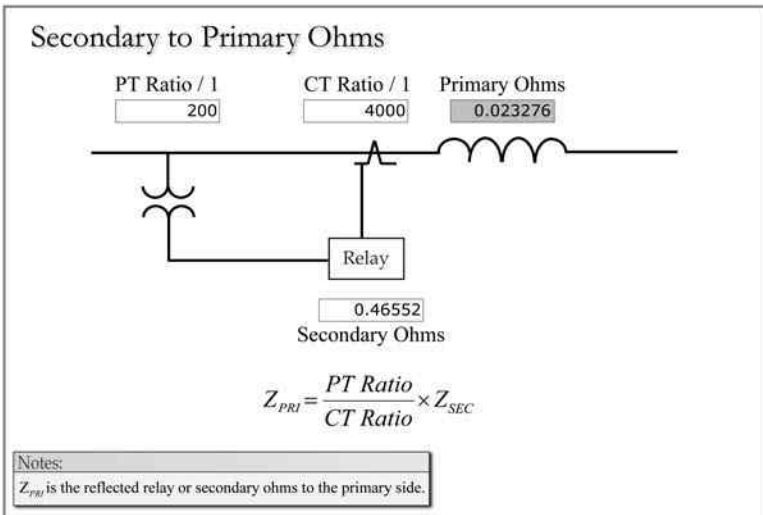 Secondary to Primary Ohms
PT Ratio / 1 CT Ratio / 1 Primary Ohms
200 4000 0.023276
Relay
0.46552
Secondary Ohms
Z_PRI = PT Ratio / CT Ratio × Z_SEC
Notes:
Z_PRI is the reflected relay or secondary ohms to the primary side.